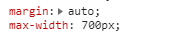 margin: ▶ auto;
max-width: 700px;